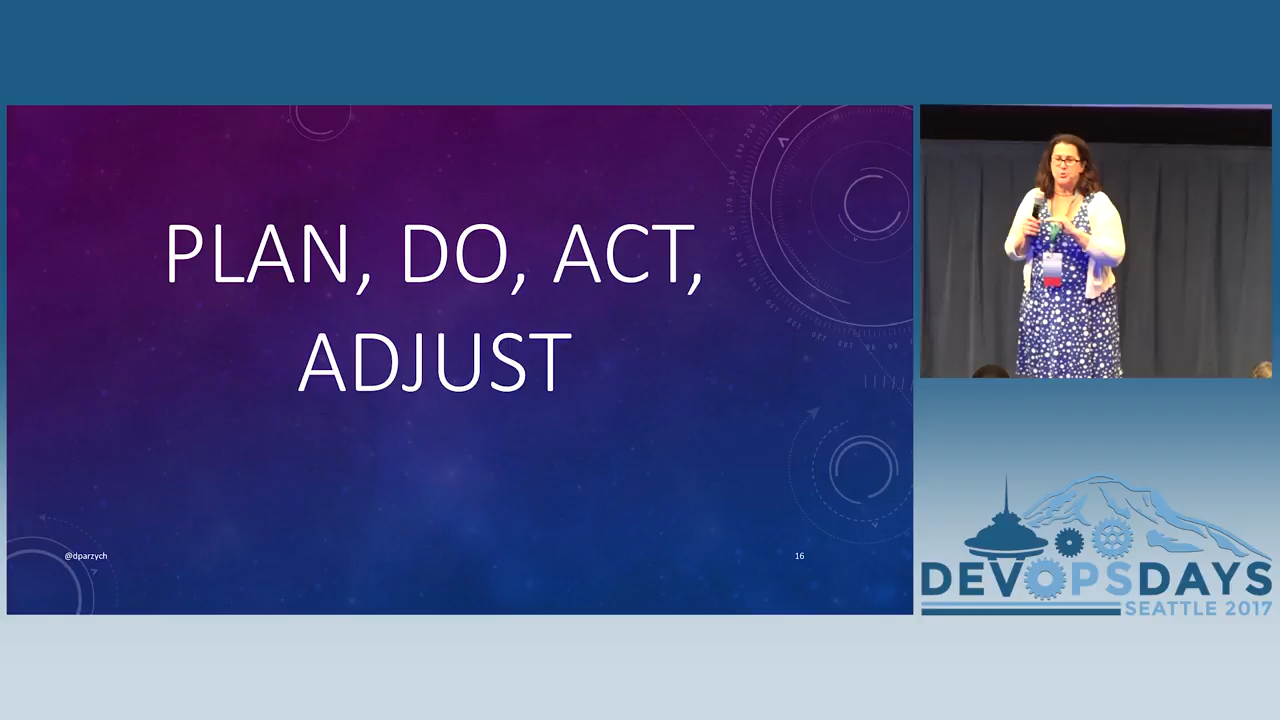 PLAN, DO, ACT,
ADJUST
@dparzych
16
DEVOPSDAYS
SEATTLE 2017